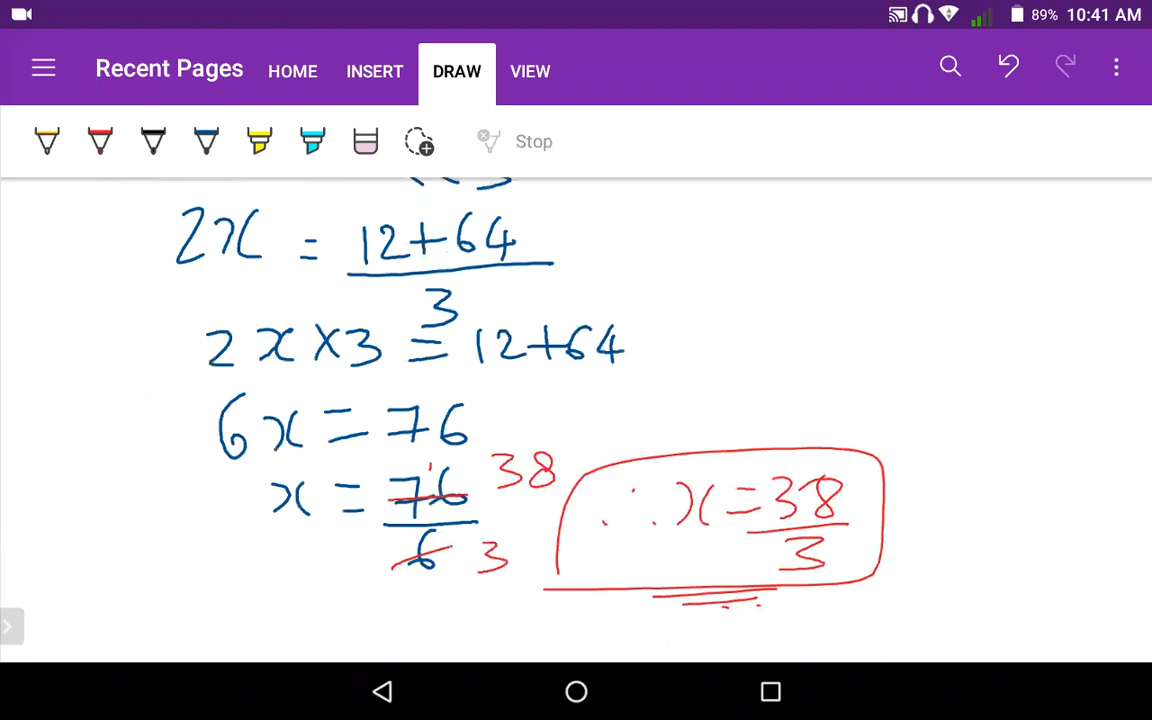 89% 10:41 AM
Recent Pages HOME INSERT DRAW VIEW
Stop
2x = 12+64
3
2x×3 = 12+64
6x = 76
x = 76 38
6 3
∴ x = 38
3